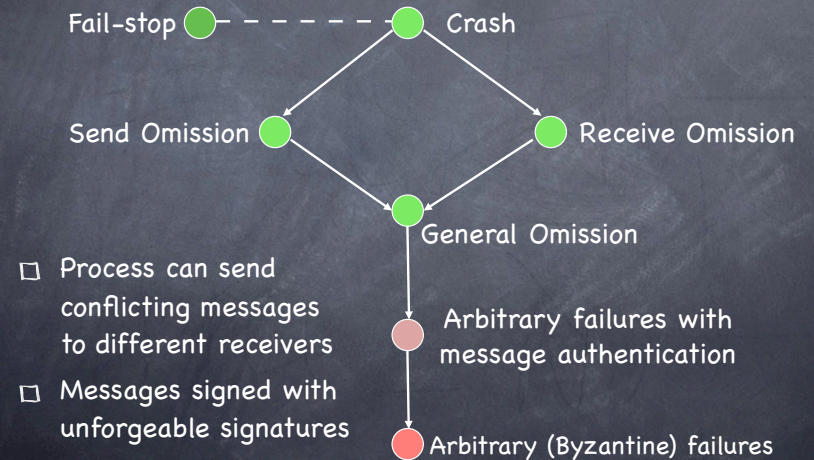 Fail-stop
Crash
Send Omission
Receive Omission
General Omission
Process can send
conflicting messages
to different receivers
Messages signed with
unforgeable signatures
Arbitrary failures with
message authentication
Arbitrary (Byzantine) failures